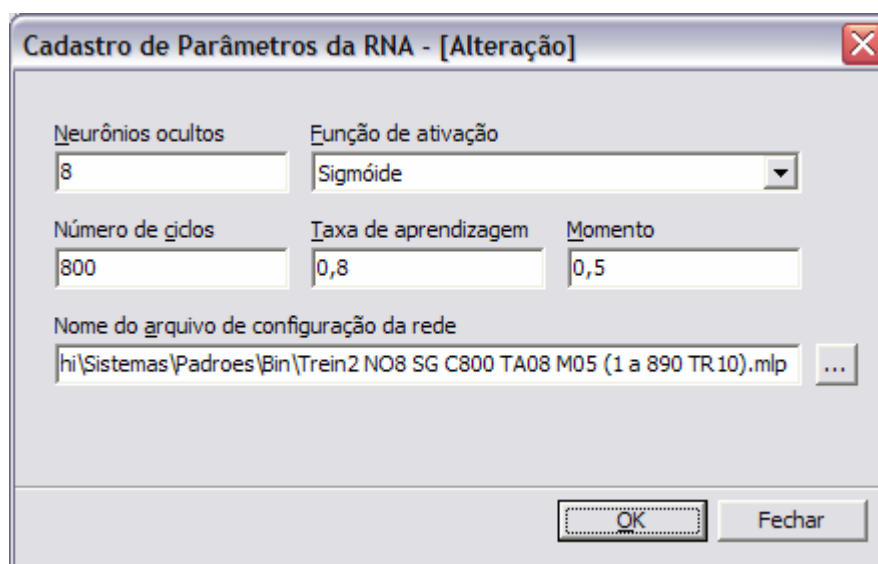 Cadastro de Parâmetros da RNA - [Alteração]
Neurônios ocultos Função de ativação
8 Sigmóide
Número de ciclos Taxa de aprendizagem Momento
800 0,8 0,5
Nome do arquivo de configuração da rede
hi\Sistemas\Padroes\Bin\Trein2 NO8 SG C800 TA08 M05 (1 a 890 TR10).mlp ...
OK Fechar